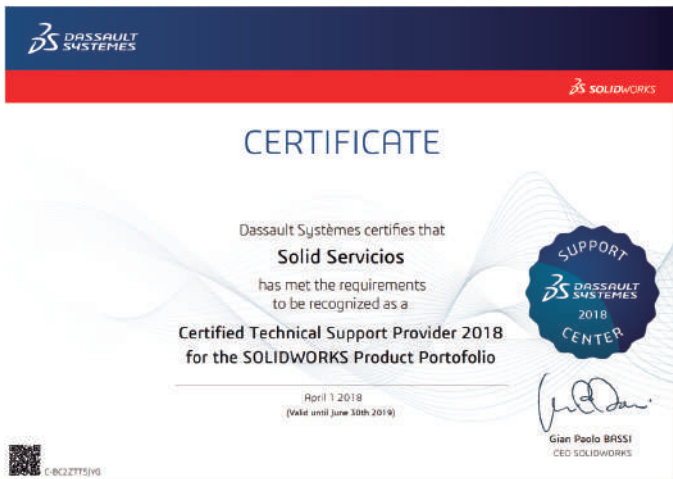 DASSAULT
SYSTEMES
SOLIDWORKS
CERTIFICATE
Dassault Systèmes certifies that
Solid Servicios
has met the requirements
to be recognized as a
Certified Technical Support Provider 2018
for the SOLIDWORKS Product Portofolio
April 1 2018
(Valid until June 30th 2019)
SUPPORT
DASSAULT
SYSTEMES
2018
CENTER
Gian Paolo BASSI
CEO SOLIDWORKS
C-BC2ZTT5JYG